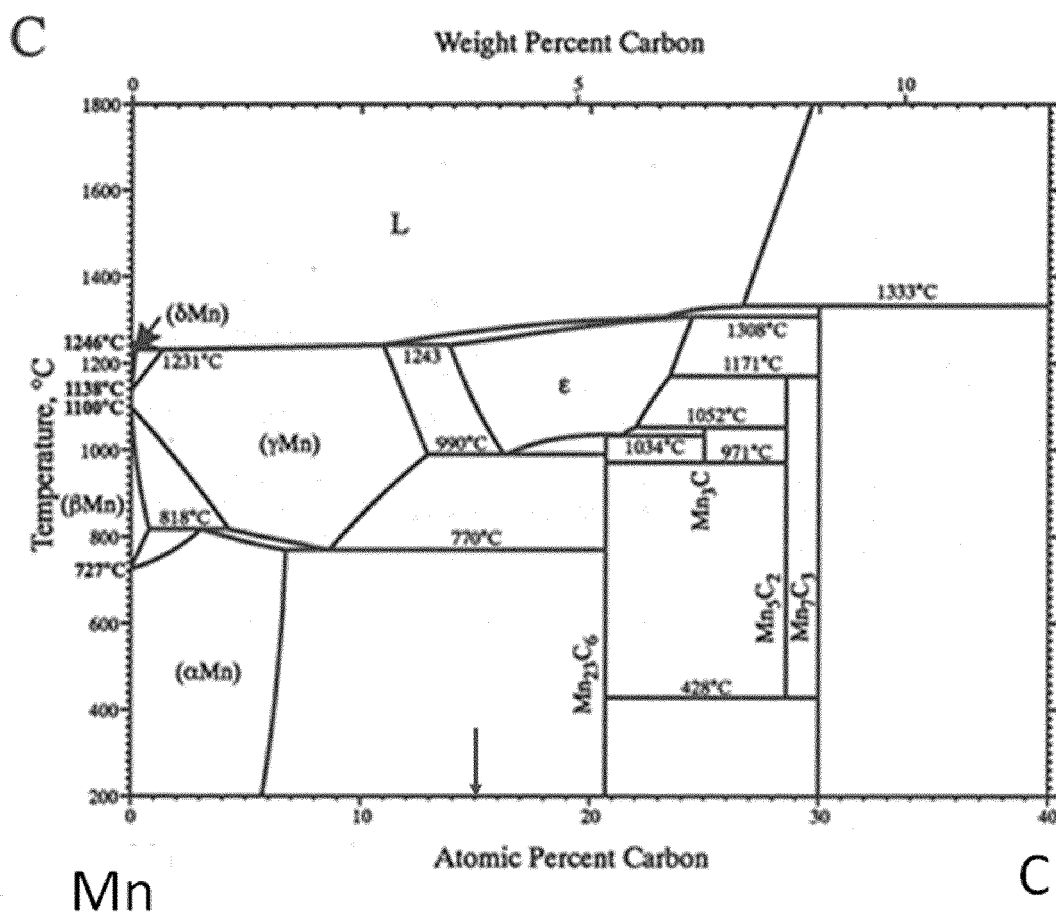 C
Weight Percent Carbon
0 5 10
1800
1600
L
1400
1333°C
(δMn)
1308°C
1246°C
1243
1231°C
1200
1171°C
1138°C
ε
1100°C
1052°C
(γMn)
990°C
1034°C
971°C
1000
Mn3C
(βMn)
818°C
800
770°C
727°C
Mn5C2
Mn7C3
600
Mn23C6
(αMn)
428°C
400
200
0 10 20 30 40
Temperature, °C
Atomic Percent Carbon
Mn
C